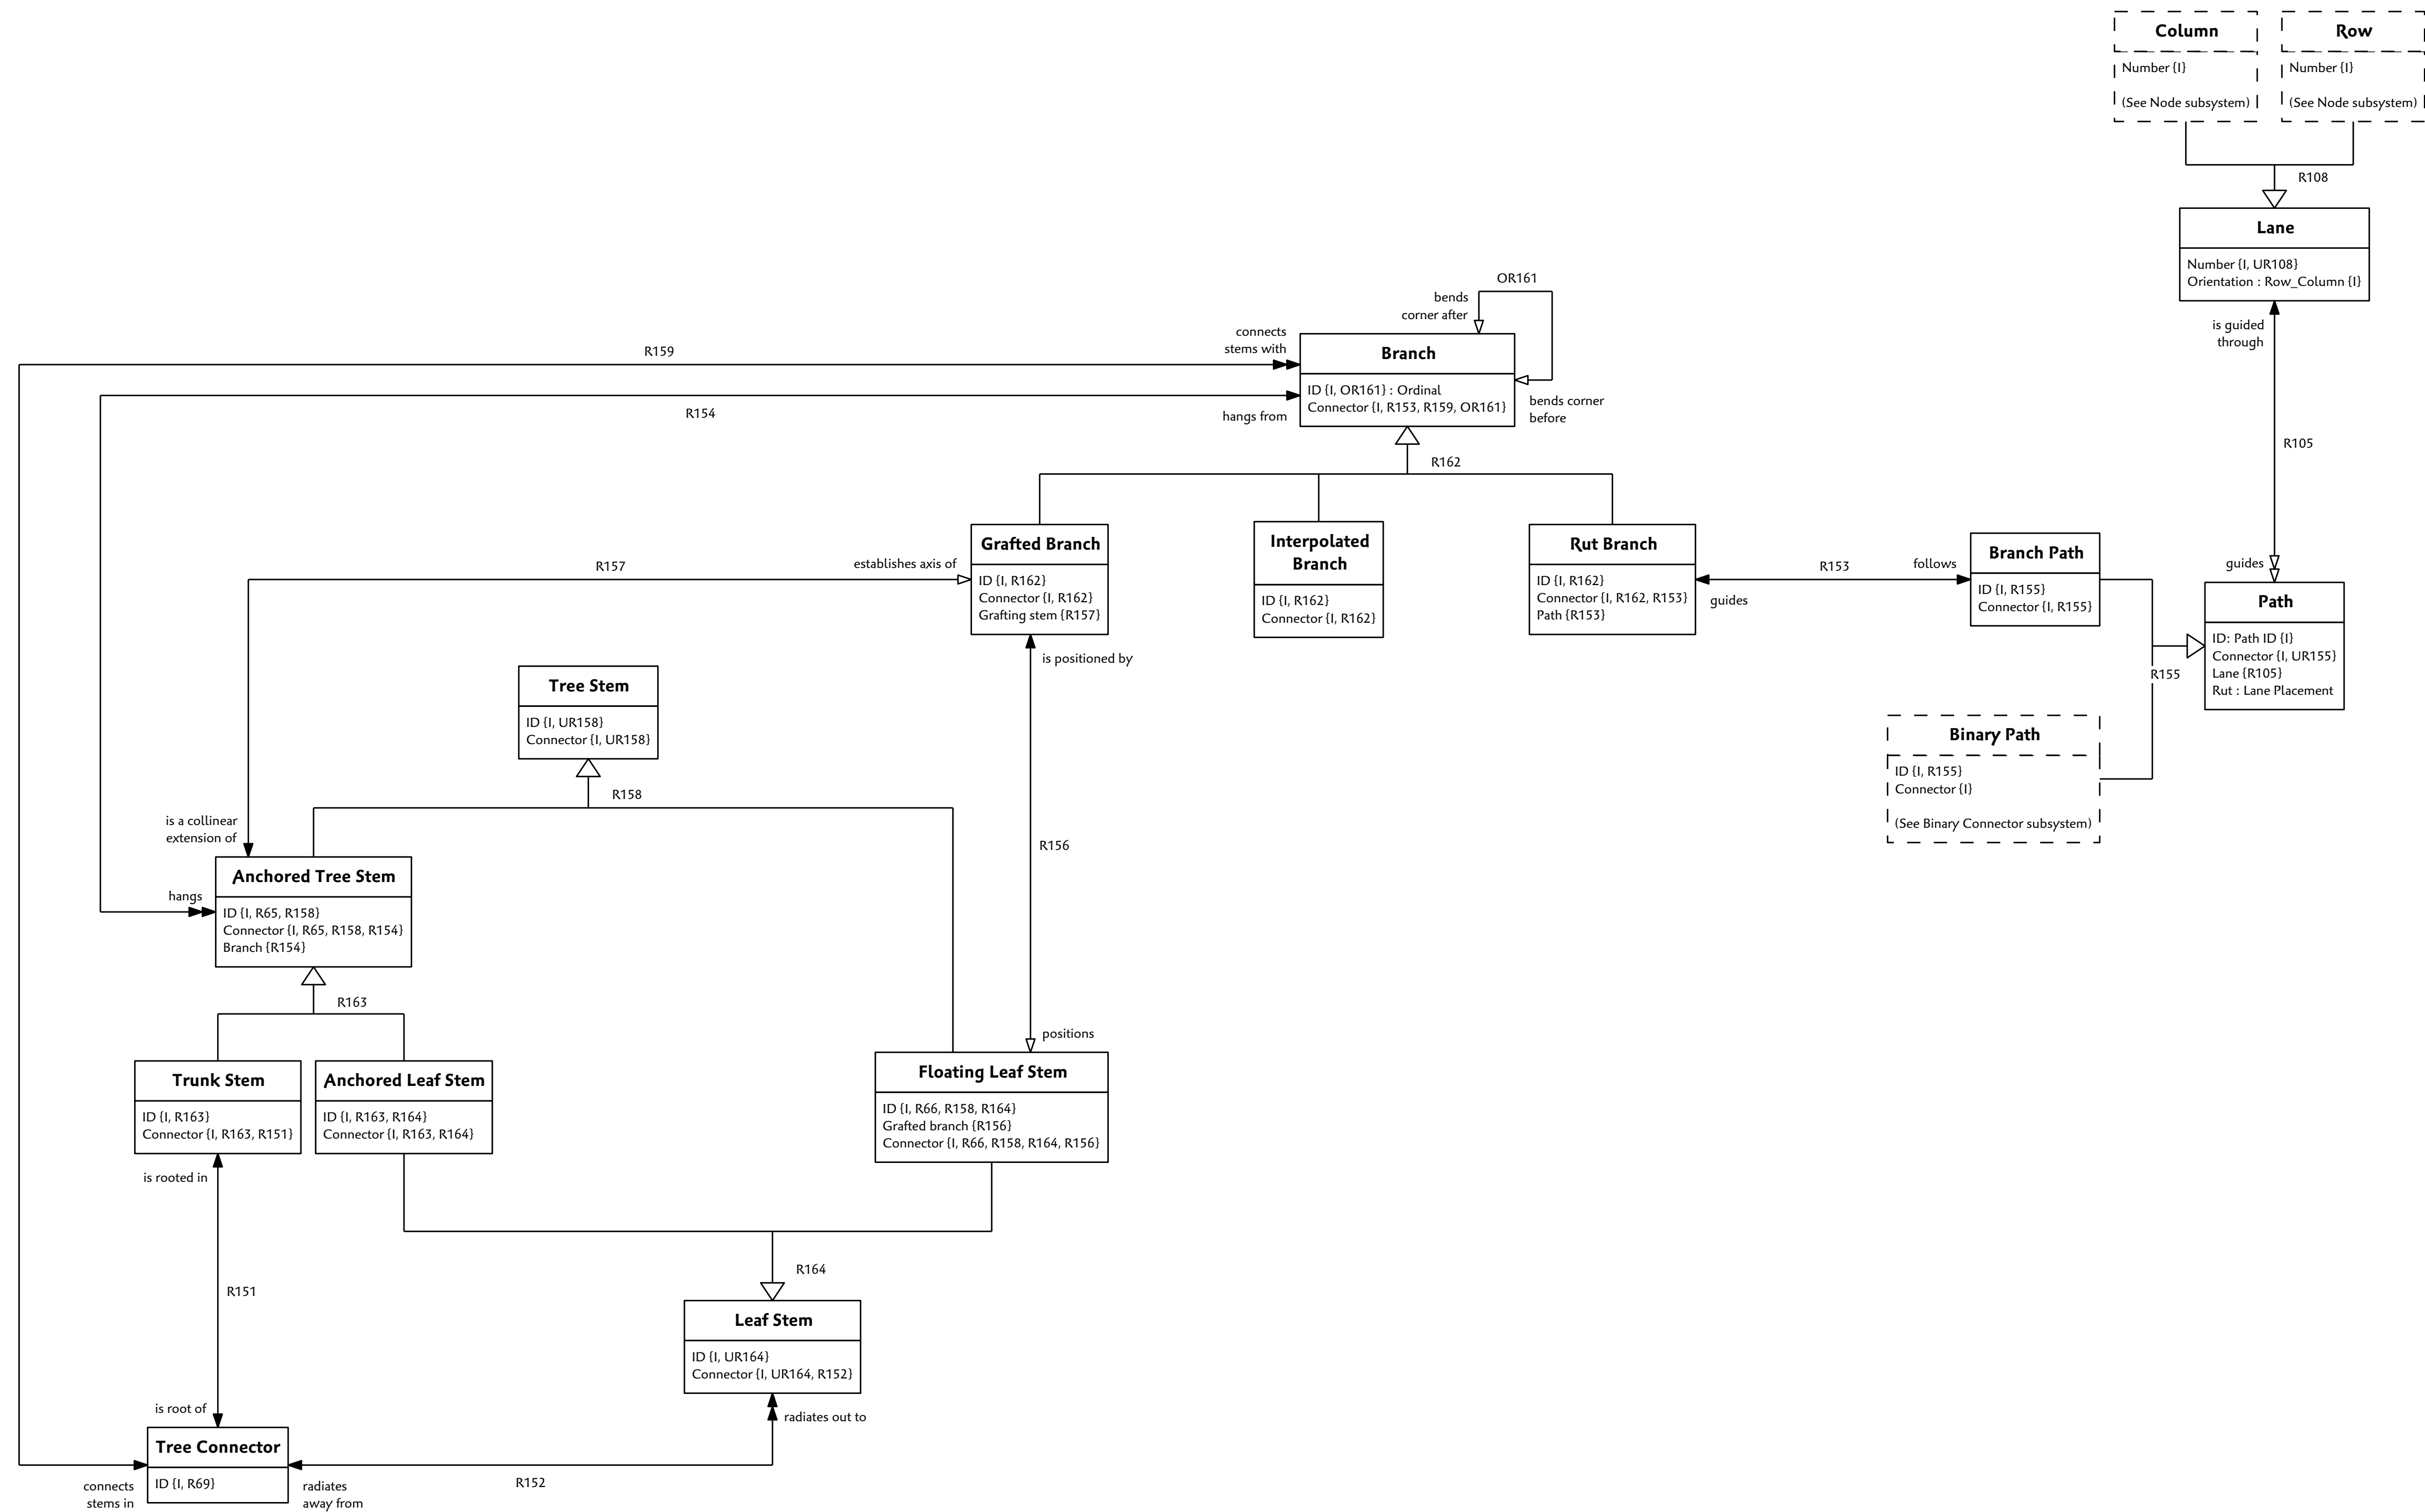 Column
Number {I}
(See Node subsystem)
Row
Number {I}
(See Node subsystem)
R108
Lane
Number {I, UR108}
Orientation : Row_Column {I}
is guided
through
R105
guides
OR161
bends
corner after
connects
stems with
R159
Branch
ID {I, OR161} : Ordinal
Connector {I, R153, R159, OR161}
bends corner
before
R154
hangs from
R162
Grafted Branch
ID {I, R162}
Connector {I, R162}
Grafting stem {R157}
Interpolated
Branch
ID {I, R162}
Connector {I, R162}
Rut Branch
ID {I, R162}
Connector {I, R162, R153}
Path {R153}
R153
follows
guides
Branch Path
ID {I, R155}
Connector {I, R155}
Path
ID: Path ID {I}
Connector {I, UR155}
Lane {R105}
Rut : Lane Placement
R155
Binary Path
ID {I, R155}
Connector {I}
(See Binary Connector subsystem)
R157
establishes axis of
is positioned by
Tree Stem
ID {I, UR158}
Connector {I, UR158}
R158
is a collinear
extension of
R156
Anchored Tree Stem
ID {I, R65, R158}
Connector {I, R65, R158, R154}
Branch {R154}
hangs
R163
positions
Trunk Stem
ID {I, R163}
Connector {I, R163, R151}
Anchored Leaf Stem
ID {I, R163, R164}
Connector {I, R163, R164}
Floating Leaf Stem
ID {I, R66, R158, R164}
Grafted branch {R156}
Connector {I, R66, R158, R164, R156}
is rooted in
R151
R164
Leaf Stem
ID {I, UR164}
Connector {I, UR164, R152}
radiates out to
is root of
Tree Connector
ID {I, R69}
connects
stems in
radiates
away from
R152